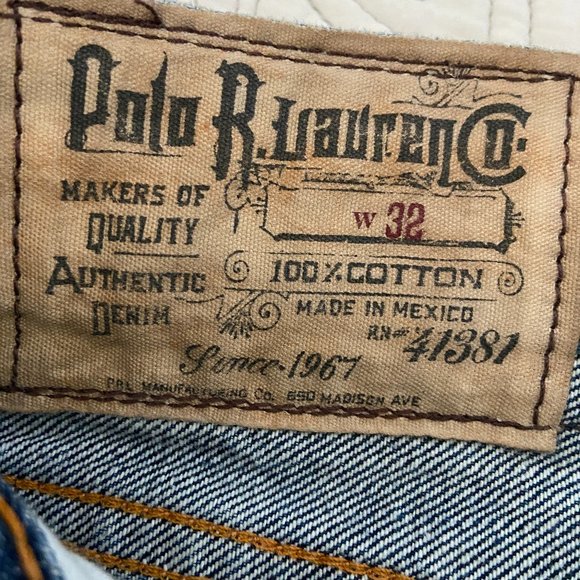 Polo R. Lauren Co.
MAKERS OF
QUALITY
W 32
AUTHENTIC
DENIM
100% COTTON
MADE IN MEXICO
RN# 41381
Since 1967
PRL MANUFACTURING CO. 650 MADISON AVE